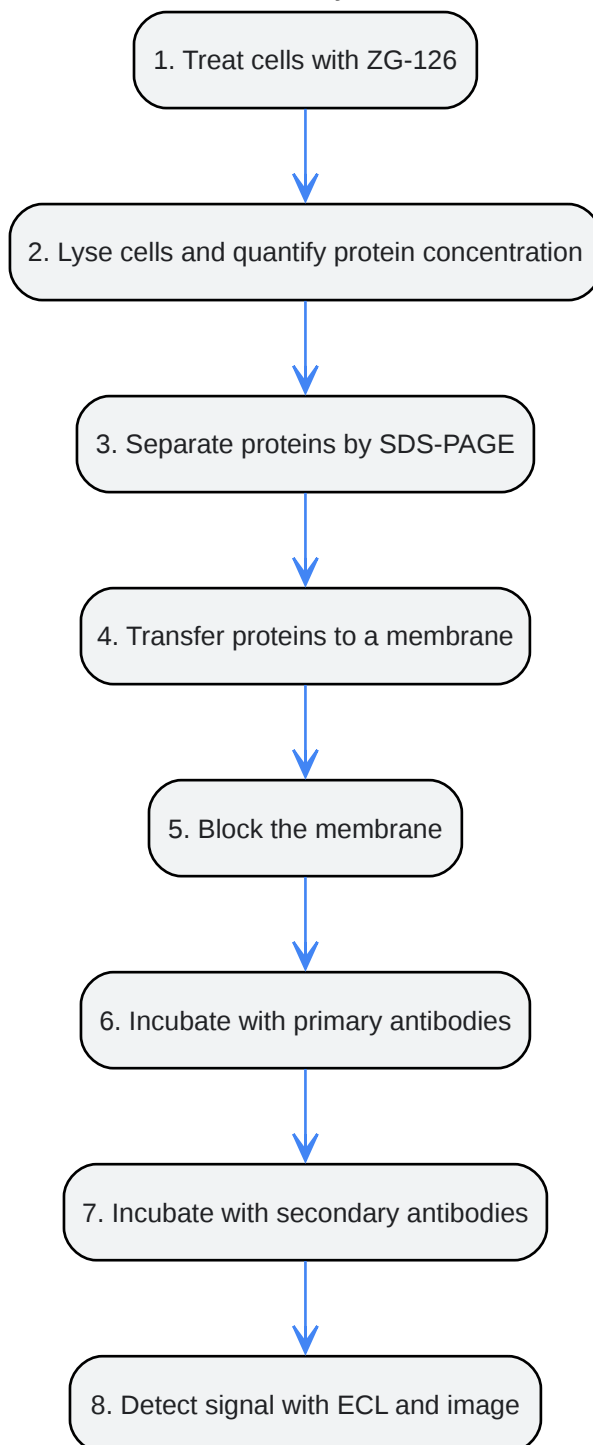 1. Treat cells with ZG-126
2. Lyse cells and quantify protein concentration
3. Separate proteins by SDS-PAGE
4. Transfer proteins to a membrane
5. Block the membrane
6. Incubate with primary antibodies
7. Incubate with secondary antibodies
8. Detect signal with ECL and image